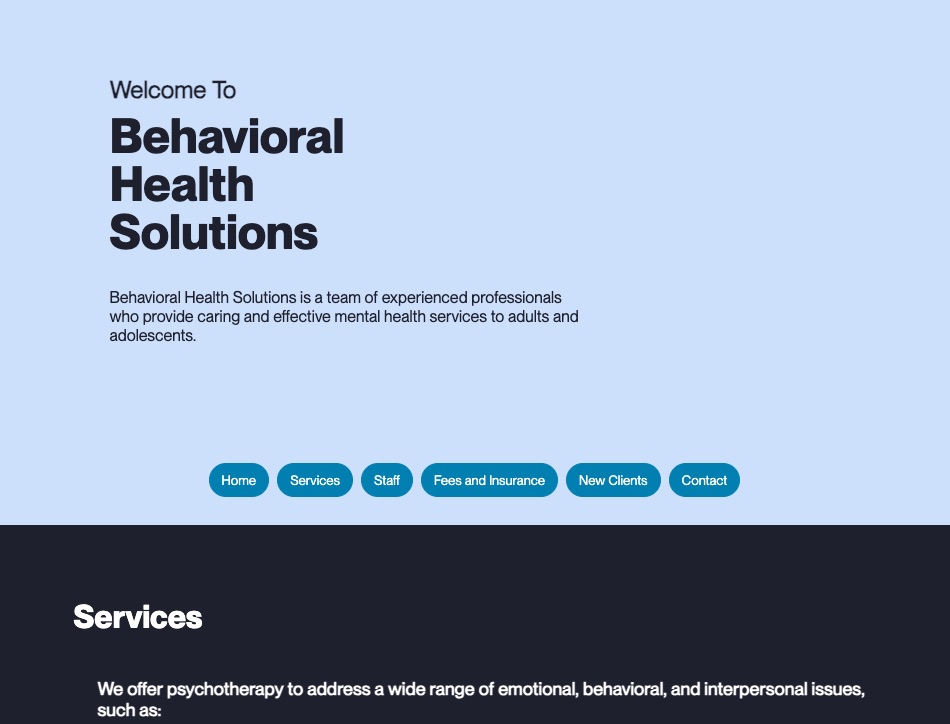 Welcome To
Behavioral
Health
Solutions
Behavioral Health Solutions is a team of experienced professionals
who provide caring and effective mental health services to adults and
adolescents.
Home Services Staff Fees and Insurance New Clients Contact
Services
We offer psychotherapy to address a wide range of emotional, behavioral, and interpersonal issues,
such as: